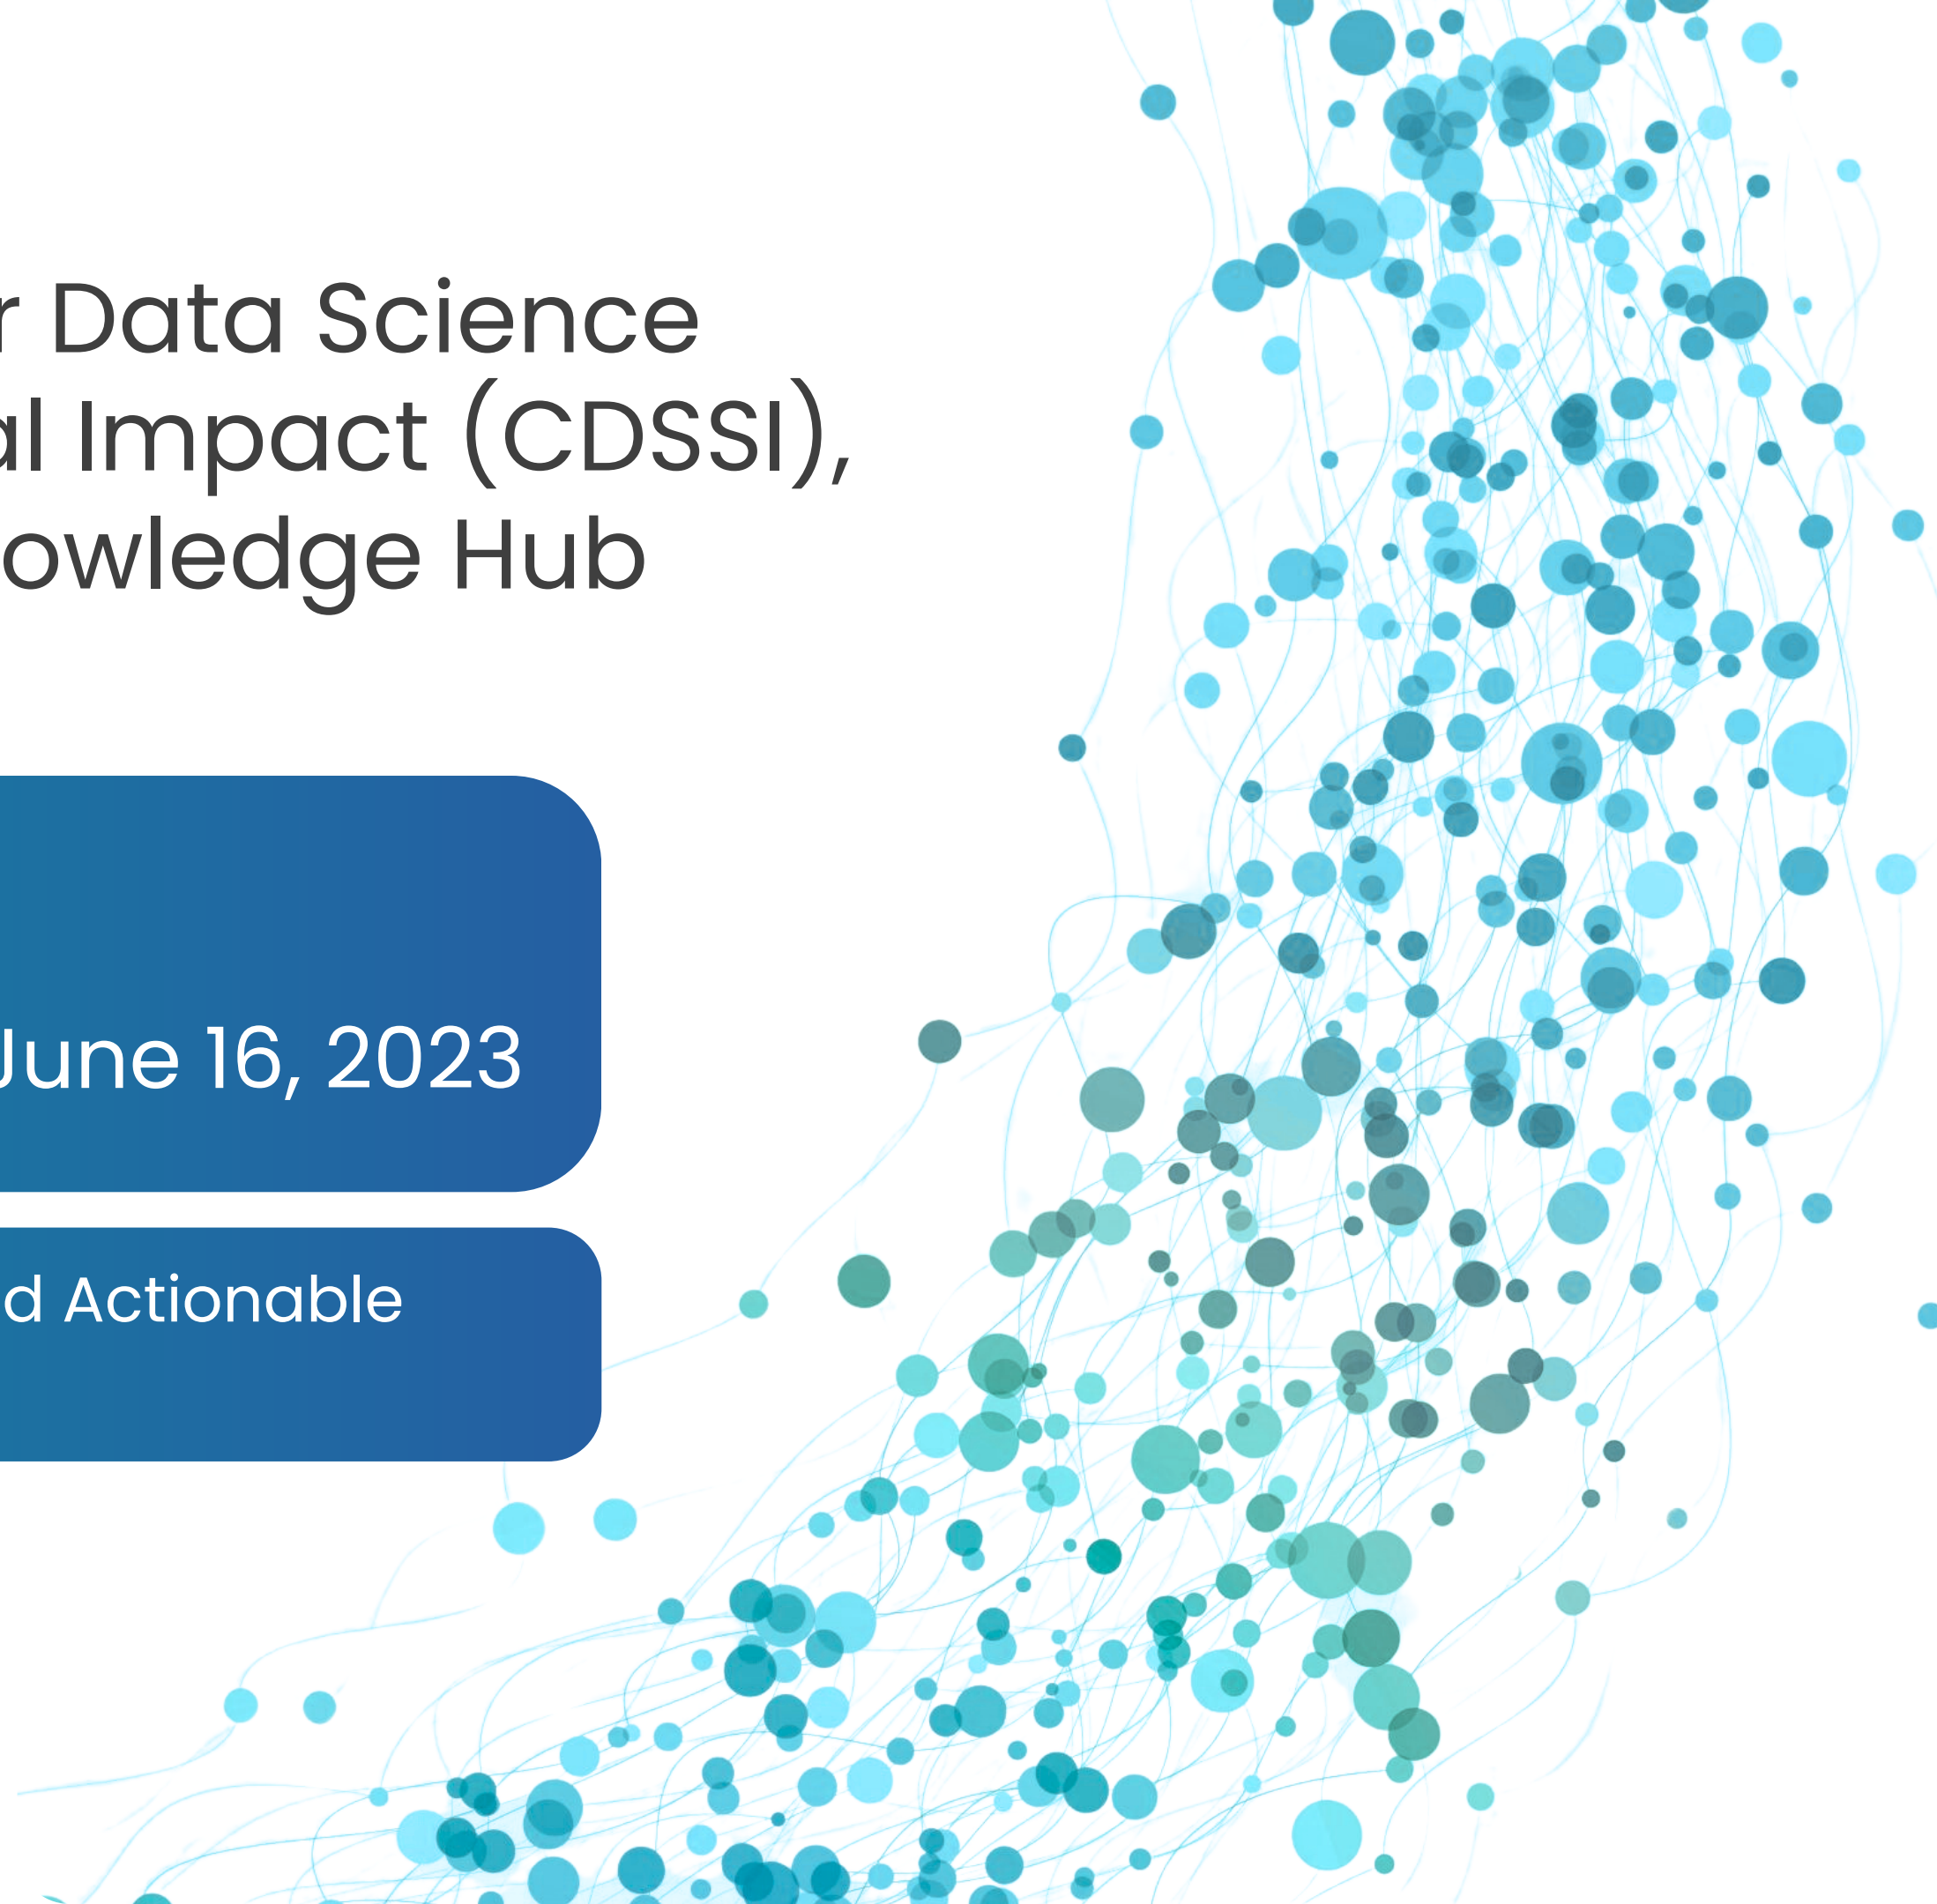 r Data Science
al Impact (CDSSI),
owledge Hub
June 16, 2023
d Actionable